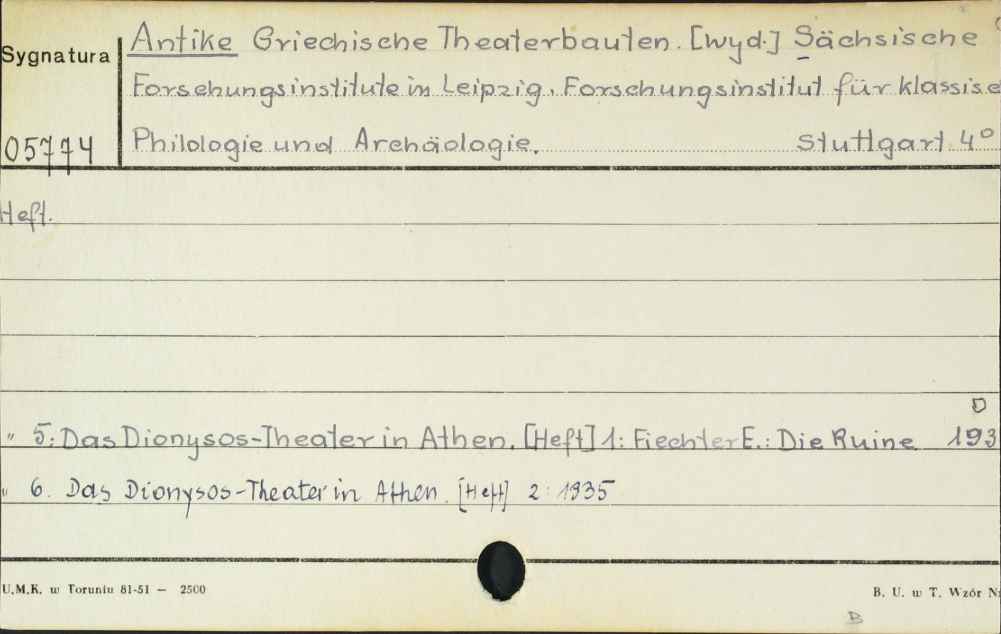 Sygnatura
05774
Antike Griechische Theaterbauten. [wyd.] Sächsische
Forschungsinstitute in Leipzig. Forschungsinstitut für klassise
Philologie und Archäologie. Stuttgart 4°
Heft.
D
" 5: Das Dionysos-Theater in Athen. [Heft] 1: Fiechter E.: Die Ruine 193
" 6. Das Dionysos-Theater in Athen. [Heft] 2: 1935
U.M.K. w Toruniu 81-51 — 2500
B. U. w T. Wzór N
B